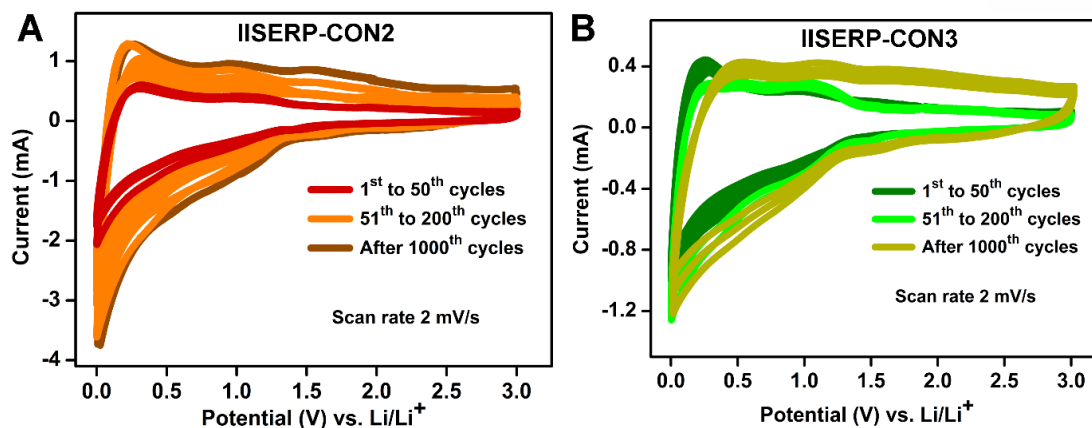 A
IISERP-CON2
Current (mA)
1
0
-1
-2
-3
-4
1st to 50th cycles
51th to 200th cycles
After 1000th cycles
Scan rate 2 mV/s
0.0 0.5 1.0 1.5 2.0 2.5 3.0
Potential (V) vs. Li/Li+
B
IISERP-CON3
Current (mA)
0.4
0.0
-0.4
-0.8
-1.2
1st to 50th cycles
51th to 200th cycles
After 1000th cycles
Scan rate 2 mV/s
0.0 0.5 1.0 1.5 2.0 2.5 3.0
Potential (V) vs. Li/Li+